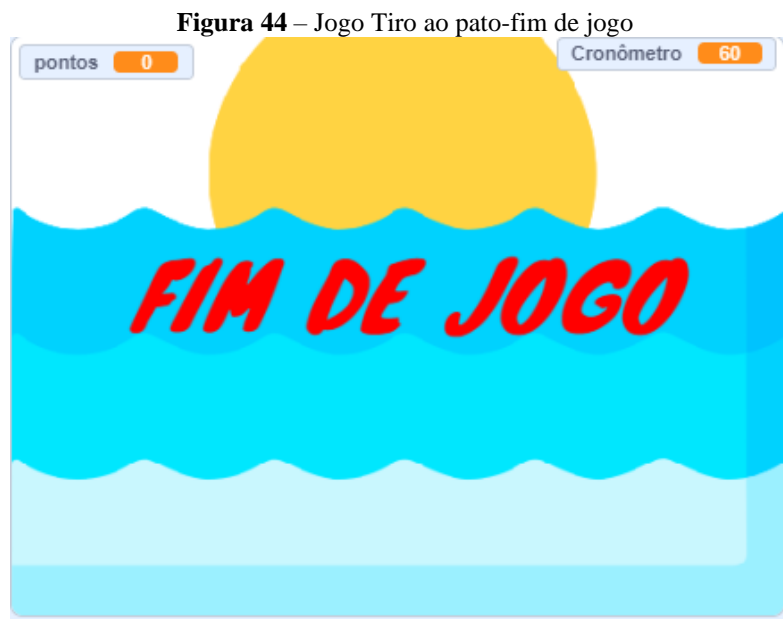 Figura 44 – Jogo Tiro ao pato-fim de jogo
pontos 0
Cronômetro 60
FIM DE JOGO